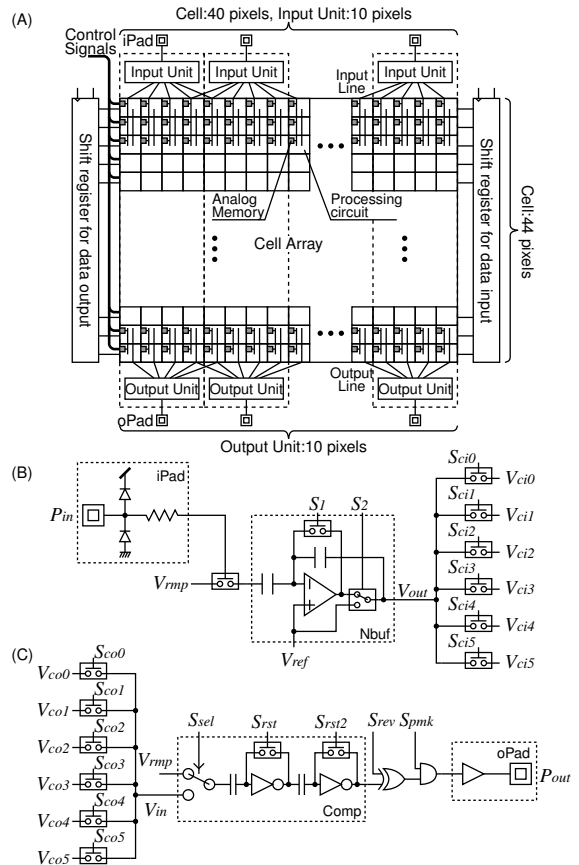 Cell:40 pixels, Input Unit:10 pixels
(A)
Control
Signals
iPad
Input Unit
Input Unit
Input
Line
Input Unit
Shift register
for data output
Analog
Memory
Processing
circuit
Cell Array
Shift register
for data input
Cell:44
pixels
Output Unit
Output Unit
Output
Line
Output Unit
oPad
Output Unit:10 pixels
(B)
iPad
Pin
Vrmp
S1
S2
Nbuf
Vref
Vout
Sci0
Vci0
Sci1
Vci1
Sci2
Vci2
Sci3
Vci3
Sci4
Vci4
Sci5
Vci5
(C)
Sco0
Vco0
Sco1
Vco1
Sco2
Vco2
Sco3
Vco3
Sco4
Vco4
Sco5
Vco5
Vrmp
Vin
Ssel
Srst
Srst2
Comp
Srev
Spmk
oPad
Pout